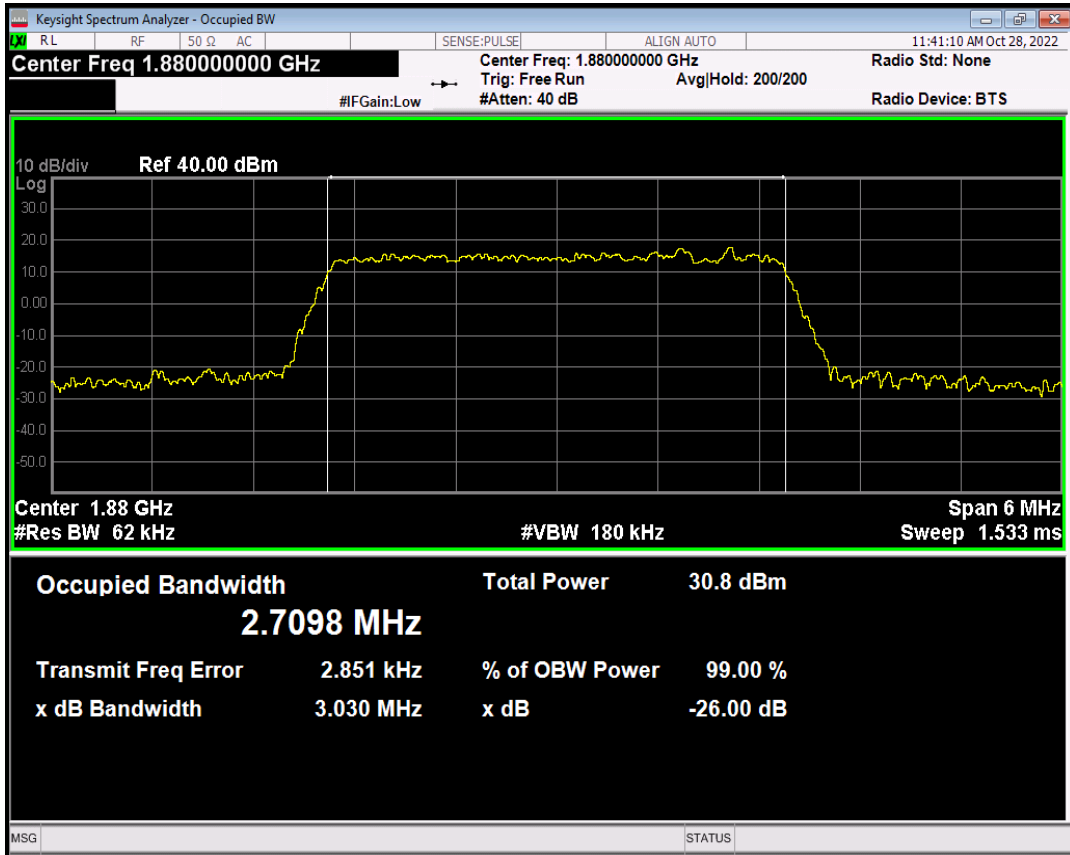 Keysight Spectrum Analyzer - Occupied BW
LXI RL RF 50 Ω AC SENSE:PULSE ALIGN AUTO 11:41:10 AM Oct 28, 2022
Center Freq 1.880000000 GHz Center Freq: 1.880000000 GHz Radio Std: None
Trig: Free Run Avg|Hold: 200/200
#IFGain:Low #Atten: 40 dB Radio Device: BTS
10 dB/div Ref 40.00 dBm
Log
30.0
20.0
10.0
0.00
-10.0
-20.0
-30.0
-40.0
-50.0
Center 1.88 GHz Span 6 MHz
#Res BW 62 kHz #VBW 180 kHz Sweep 1.533 ms
Occupied Bandwidth Total Power 30.8 dBm
2.7098 MHz
Transmit Freq Error 2.851 kHz % of OBW Power 99.00 %
x dB Bandwidth 3.030 MHz x dB -26.00 dB
MSG STATUS